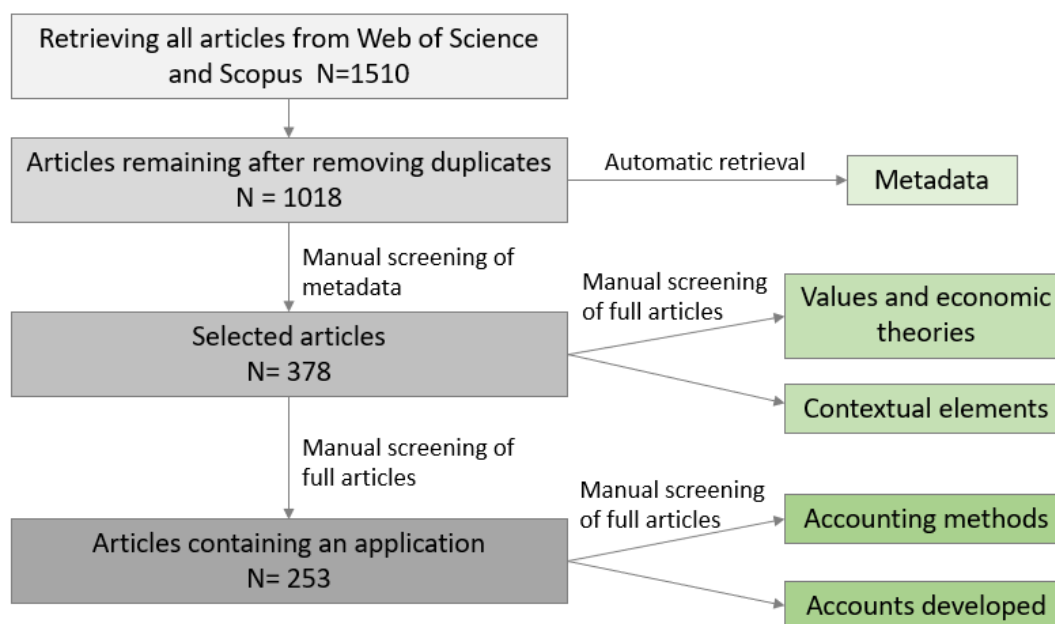 Retrieving all articles from Web of Science
and Scopus  N=1510
Articles remaining after removing duplicates
N = 1018
Automatic retrieval
Metadata
Manual screening of
metadata
Manual screening
of full articles
Values and economic
theories
Selected articles
N= 378
Contextual elements
Manual screening of
full articles
Manual screening
of full articles
Accounting methods
Articles containing an application
N= 253
Accounts developed